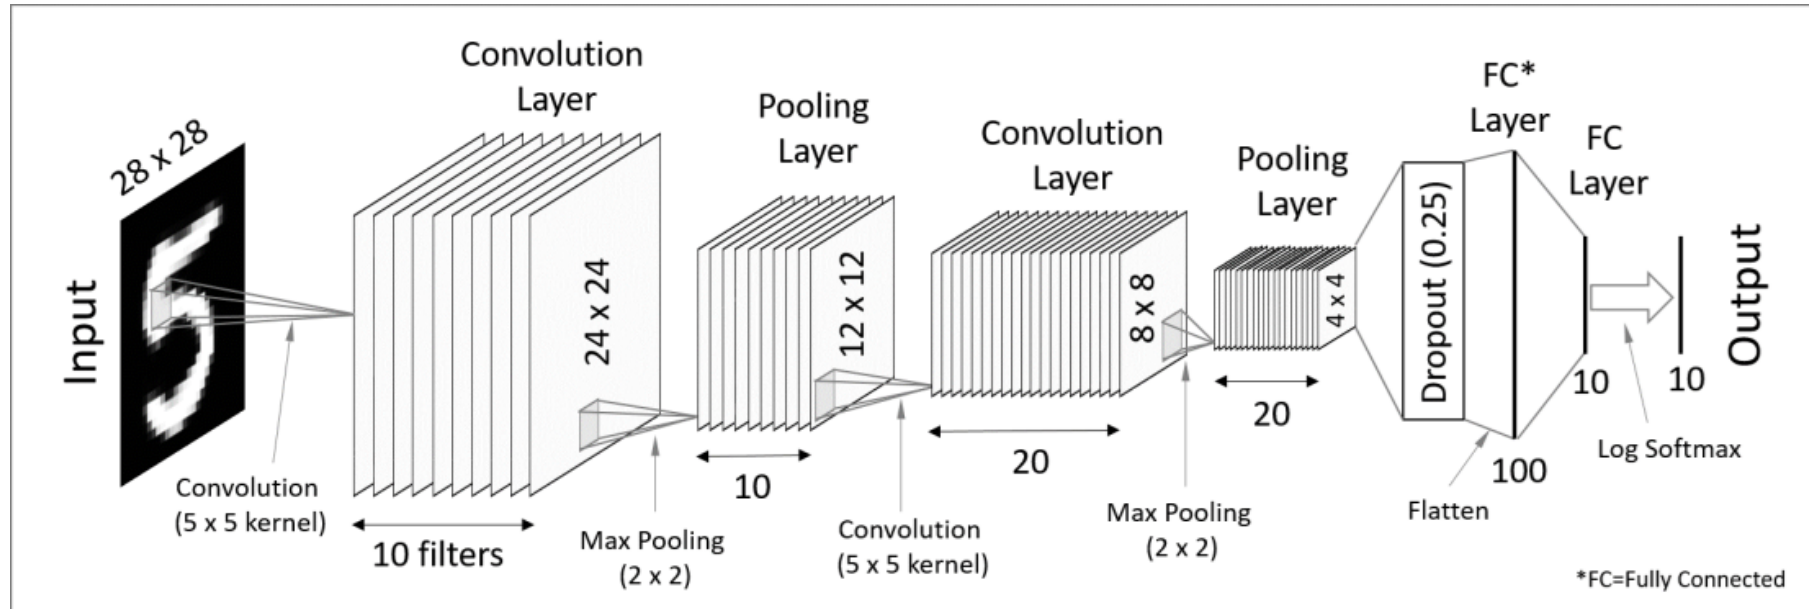 Input
28 x 28
Convolution
(5 x 5 kernel)
Convolution
Layer
24 x 24
10 filters
Max Pooling
(2 x 2)
Pooling
Layer
12 x 12
10
Convolution
(5 x 5 kernel)
Convolution
Layer
8 x 8
20
Max Pooling
(2 x 2)
Pooling
Layer
4 x 4
20
Dropout (0.25)
Flatten
FC*
Layer
100
FC
Layer
10
Log Softmax
10
Output
*FC=Fully Connected